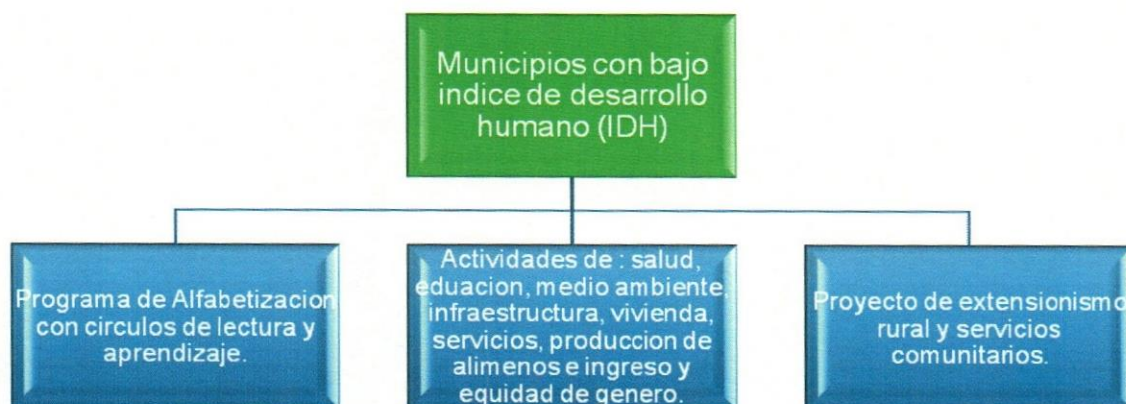 Municipios con bajo
indice de desarrollo
humano (IDH)
Programa de Alfabetizacion
con circulos de lectura y
aprendizaje.
Actividades de : salud,
eduacion, medio ambiente,
infraestructura, vivienda,
servicios, produccion de
alimenos e ingreso y
equidad de genero.
Proyecto de extensionismo
rural y servicios
comunitarios.